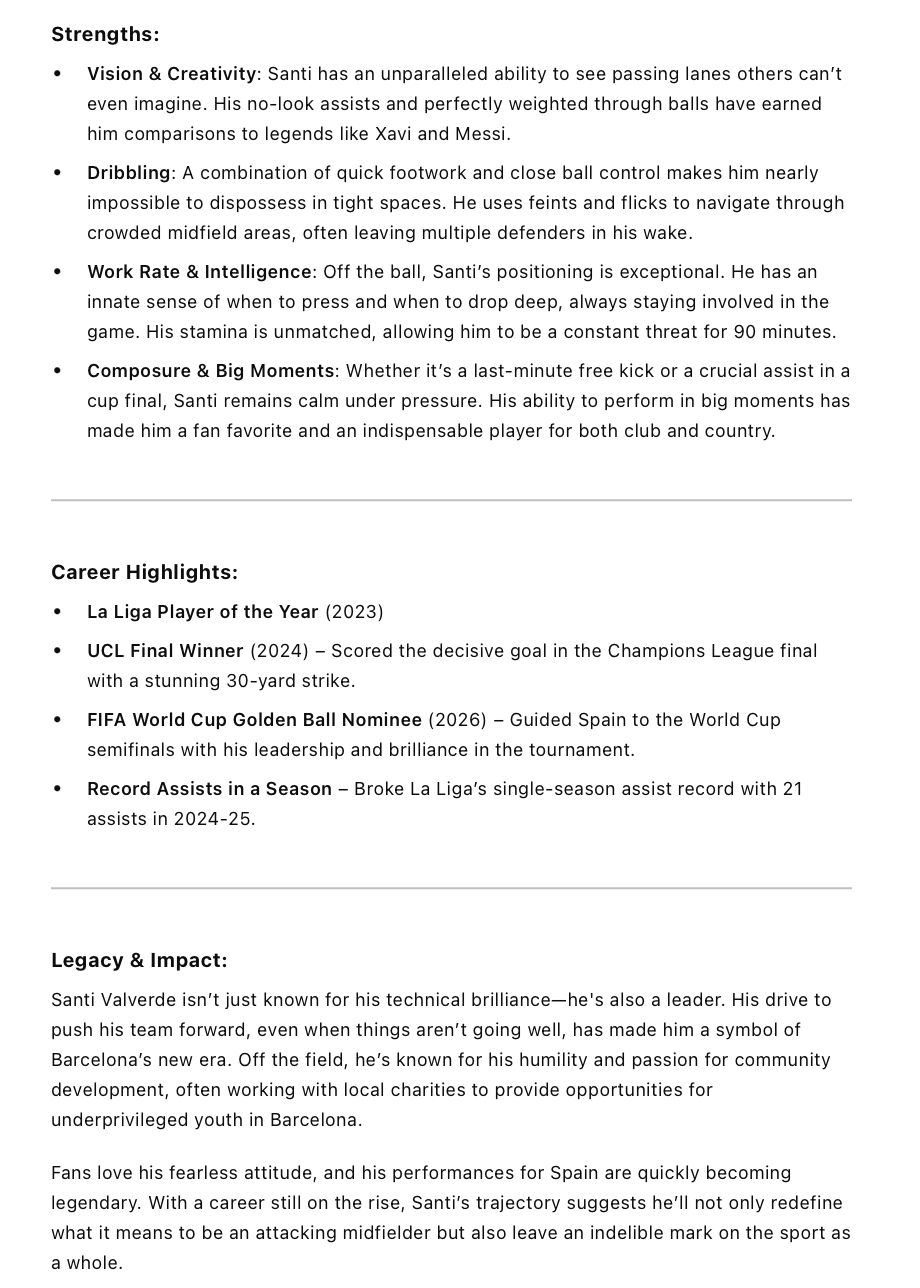 Strengths:
• Vision & Creativity: Santi has an unparalleled ability to see passing lanes others can’t
even imagine. His no-look assists and perfectly weighted through balls have earned
him comparisons to legends like Xavi and Messi.
• Dribbling: A combination of quick footwork and close ball control makes him nearly
impossible to dispossess in tight spaces. He uses feints and flicks to navigate through
crowded midfield areas, often leaving multiple defenders in his wake.
• Work Rate & Intelligence: Off the ball, Santi’s positioning is exceptional. He has an
innate sense of when to press and when to drop deep, always staying involved in the
game. His stamina is unmatched, allowing him to be a constant threat for 90 minutes.
• Composure & Big Moments: Whether it’s a last-minute free kick or a crucial assist in a
cup final, Santi remains calm under pressure. His ability to perform in big moments has
made him a fan favorite and an indispensable player for both club and country.
Career Highlights:
• La Liga Player of the Year (2023)
• UCL Final Winner (2024) – Scored the decisive goal in the Champions League final
with a stunning 30-yard strike.
• FIFA World Cup Golden Ball Nominee (2026) – Guided Spain to the World Cup
semifinals with his leadership and brilliance in the tournament.
• Record Assists in a Season – Broke La Liga’s single-season assist record with 21
assists in 2024-25.
Legacy & Impact:
Santi Valverde isn’t just known for his technical brilliance—he's also a leader. His drive to
push his team forward, even when things aren’t going well, has made him a symbol of
Barcelona’s new era. Off the field, he’s known for his humility and passion for community
development, often working with local charities to provide opportunities for
underprivileged youth in Barcelona.
Fans love his fearless attitude, and his performances for Spain are quickly becoming
legendary. With a career still on the rise, Santi’s trajectory suggests he’ll not only redefine
what it means to be an attacking midfielder but also leave an indelible mark on the sport as
a whole.